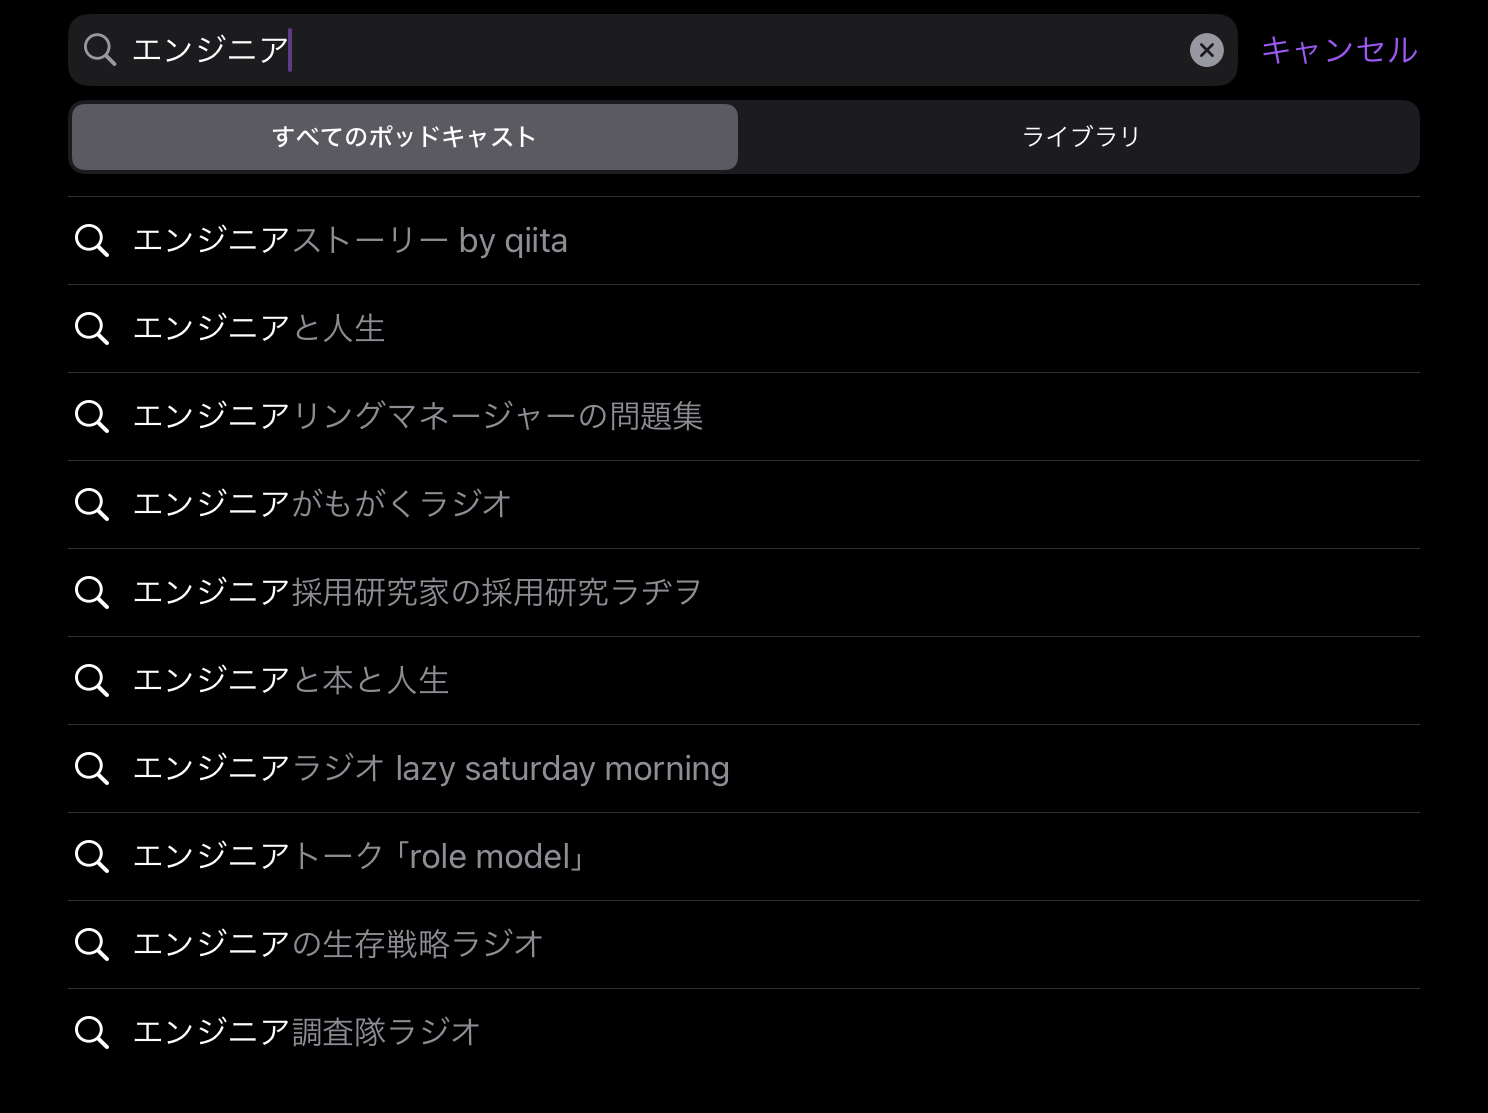 エンジニア
キャンセル
すべてのポッドキャスト
ライブラリ
エンジニアストーリー by qiita
エンジニアと人生
エンジニアリングマネージャーの問題集
エンジニアがもがくラジオ
エンジニア採用研究家の採用研究ラヂヲ
エンジニアと本と人生
エンジニアラジオ lazy saturday morning
エンジニアトーク「role model」
エンジニアの生存戦略ラジオ
エンジニア調査隊ラジオ